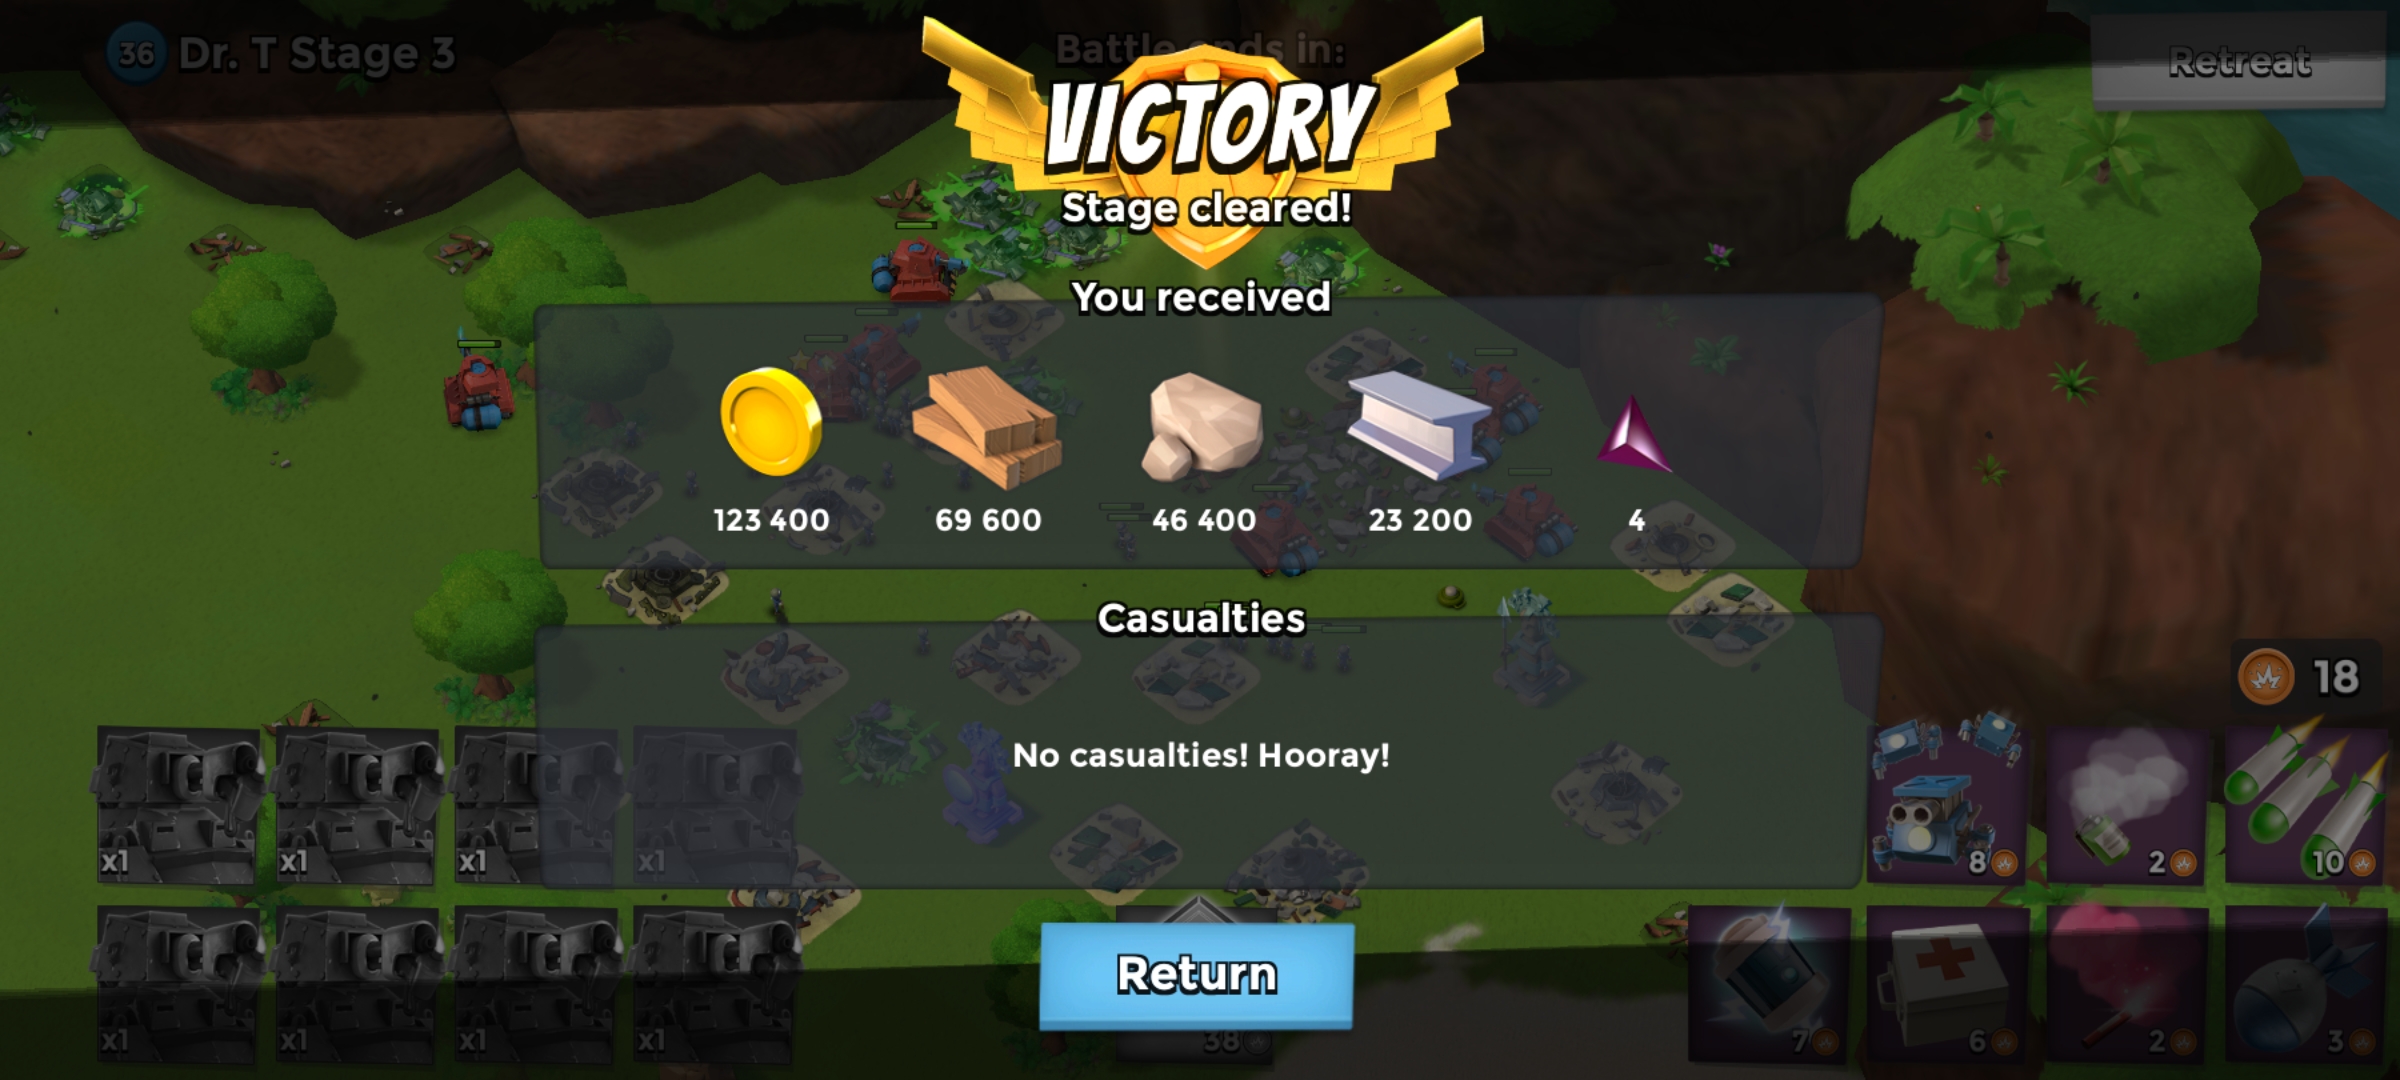 36 Dr. T Stage 3
Battle ends in:
Retreat
VICTORY
Stage cleared!
You received
123 400
69 600
46 400
23 200
4
Casualties
No casualties! Hooray!
18
x1
x1
x1
x1
8
2
10
x1
x1
x1
x1
Return
38
7
6
2
3